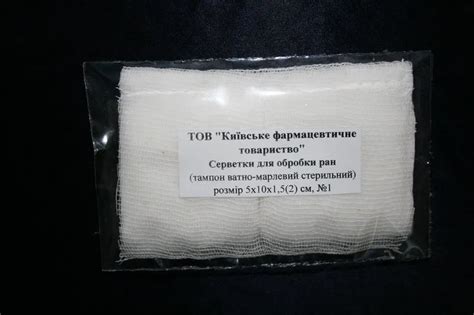 ТОВ "Київське фармацевтичне
товариство"
Серветки для обробки ран
(тампон ватно-марлевий стерильний)
розмір 5х10х1,5(2) см, №1